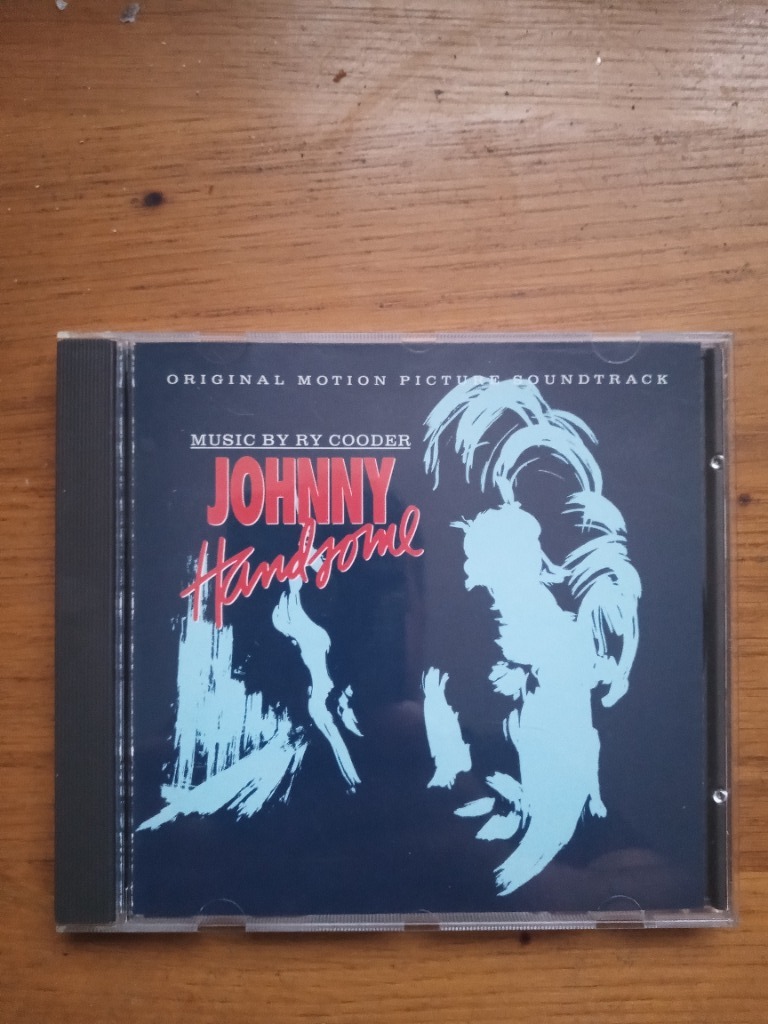 ORIGINAL MOTION PICTURE SOUNDTRACK
MUSIC BY RY COODER
JOHNNY
Handsome